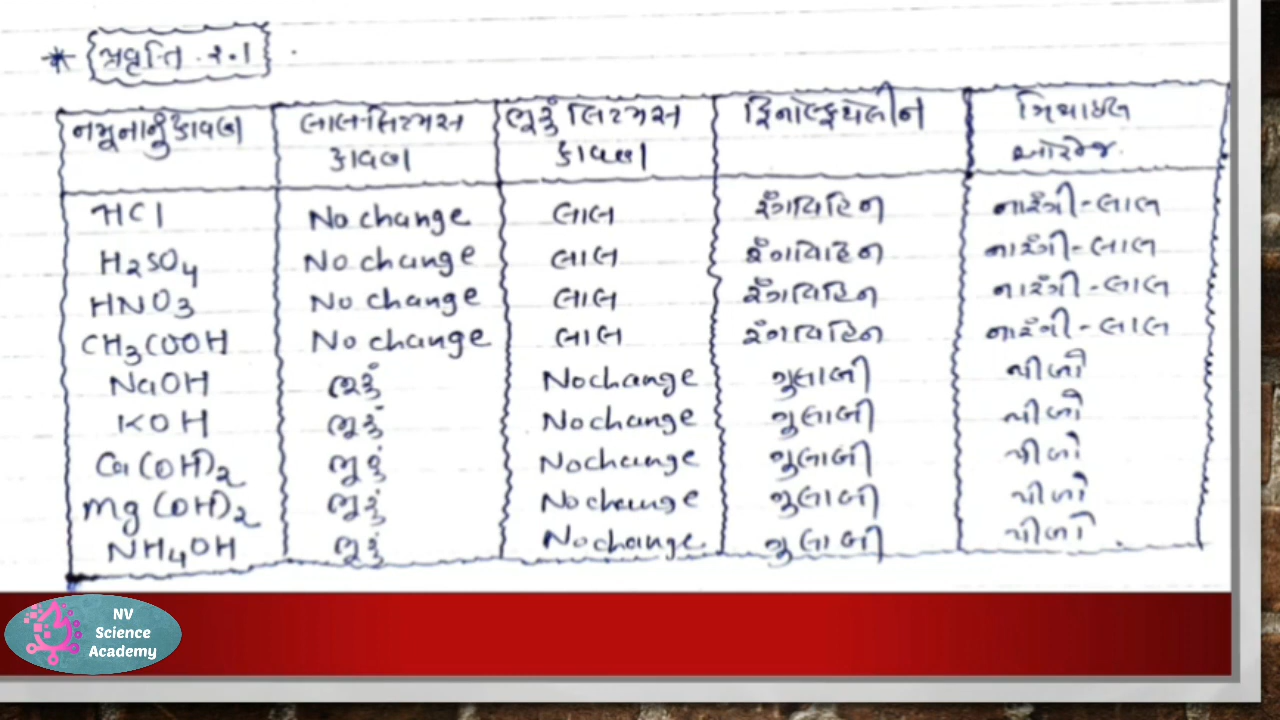 * પ્રવૃત્તિ.૨.૧
નમૂનાનું દ્રાવણ લાલ લિટમસ દ્રાવણ ભૂરું લિટમસ દ્રાવણ ફિનોલ્ફથેલીન મિથાઇલ ઓરેન્જ
HCl No change લાલ રંગવિહિન નારંગી-લાલ
H2SO4 No change લાલ રંગવિહિન નારંગી-લાલ
HNO3 No change લાલ રંગવિહિન નારંગી-લાલ
CH3COOH No change લાલ રંગવિહિન નારંગી-લાલ
NaOH ભૂરું No change ગુલાબી પીળો
KOH ભૂરું No change ગુલાબી પીળો
Ca(OH)2 ભૂરું No change ગુલાબી પીળો
Mg(OH)2 ભૂરું No change ગુલાબી પીળો
NH4OH ભૂરું No change ગુલાબી પીળો
NV
Science
Academy